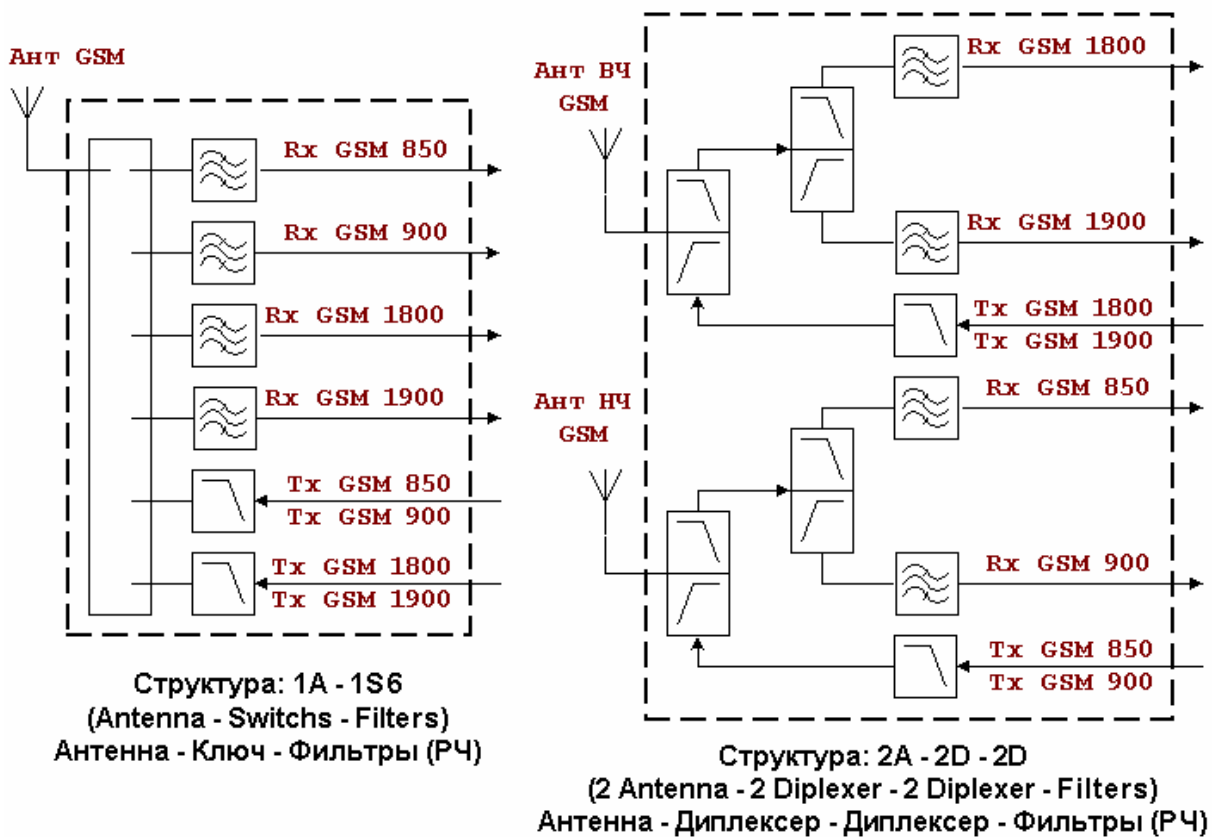 Ант GSM
Rx GSM 850
Rx GSM 900
Rx GSM 1800
Rx GSM 1900
Tx GSM 850
Tx GSM 900
Tx GSM 1800
Tx GSM 1900
Структура: 1A - 1S6
(Antenna - Switchs - Filters)
Антенна - Ключ - Фильтры (РЧ)
Ант ВЧ
GSM
Rx GSM 1800
Rx GSM 1900
Tx GSM 1800
Tx GSM 1900
Ант НЧ
GSM
Rx GSM 850
Rx GSM 900
Tx GSM 850
Tx GSM 900
Структура: 2A - 2D - 2D
(2 Antenna - 2 Diplexer - 2 Diplexer - Filters)
Антенна - Диплексер - Диплексер - Фильтры (РЧ)